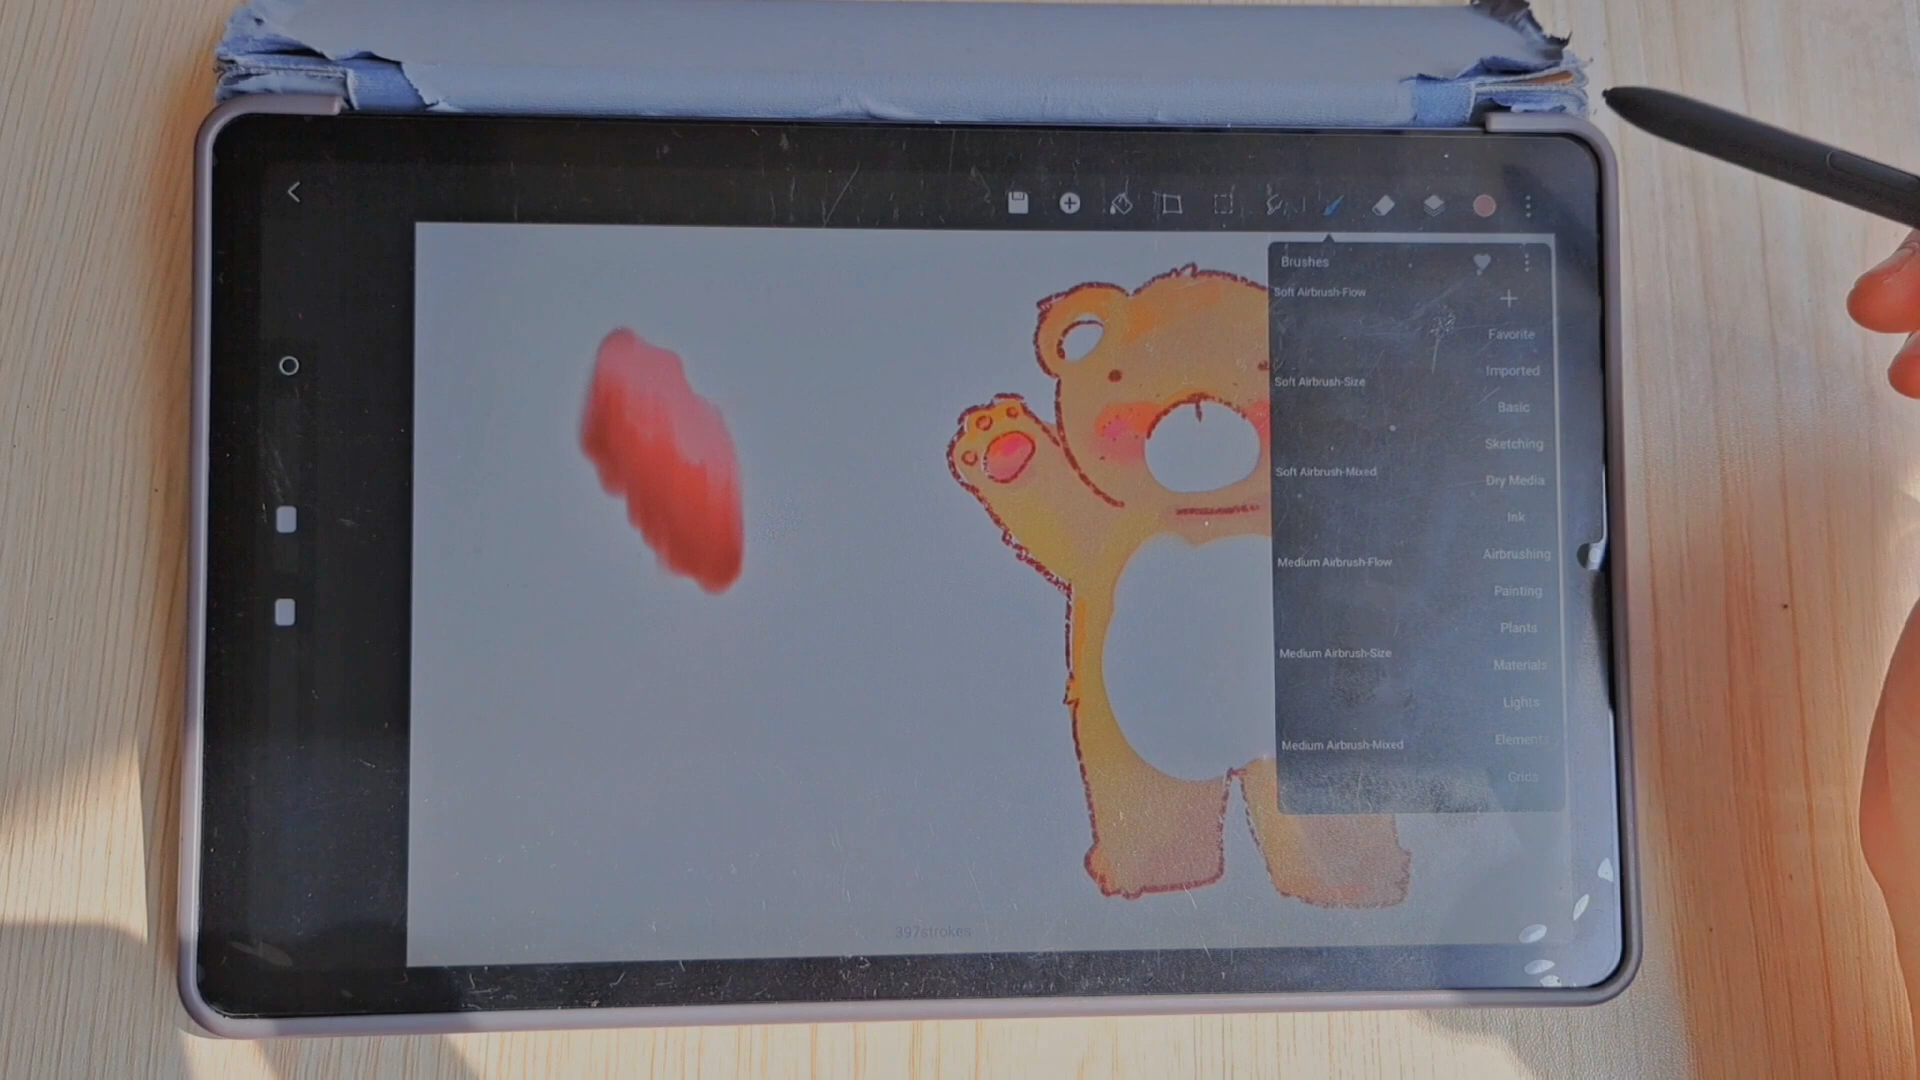 Brushes
Soft Airbrush-Flow
Favorite
Imported
Soft Airbrush-Size
Basic
Sketching
Soft Airbrush-Mixed
Dry Media
Ink
Airbrushing
Medium Airbrush-Flow
Painting
Plants
Medium Airbrush-Size
Materials
Lights
Elements
Medium Airbrush-Mixed
Grids
397strokes